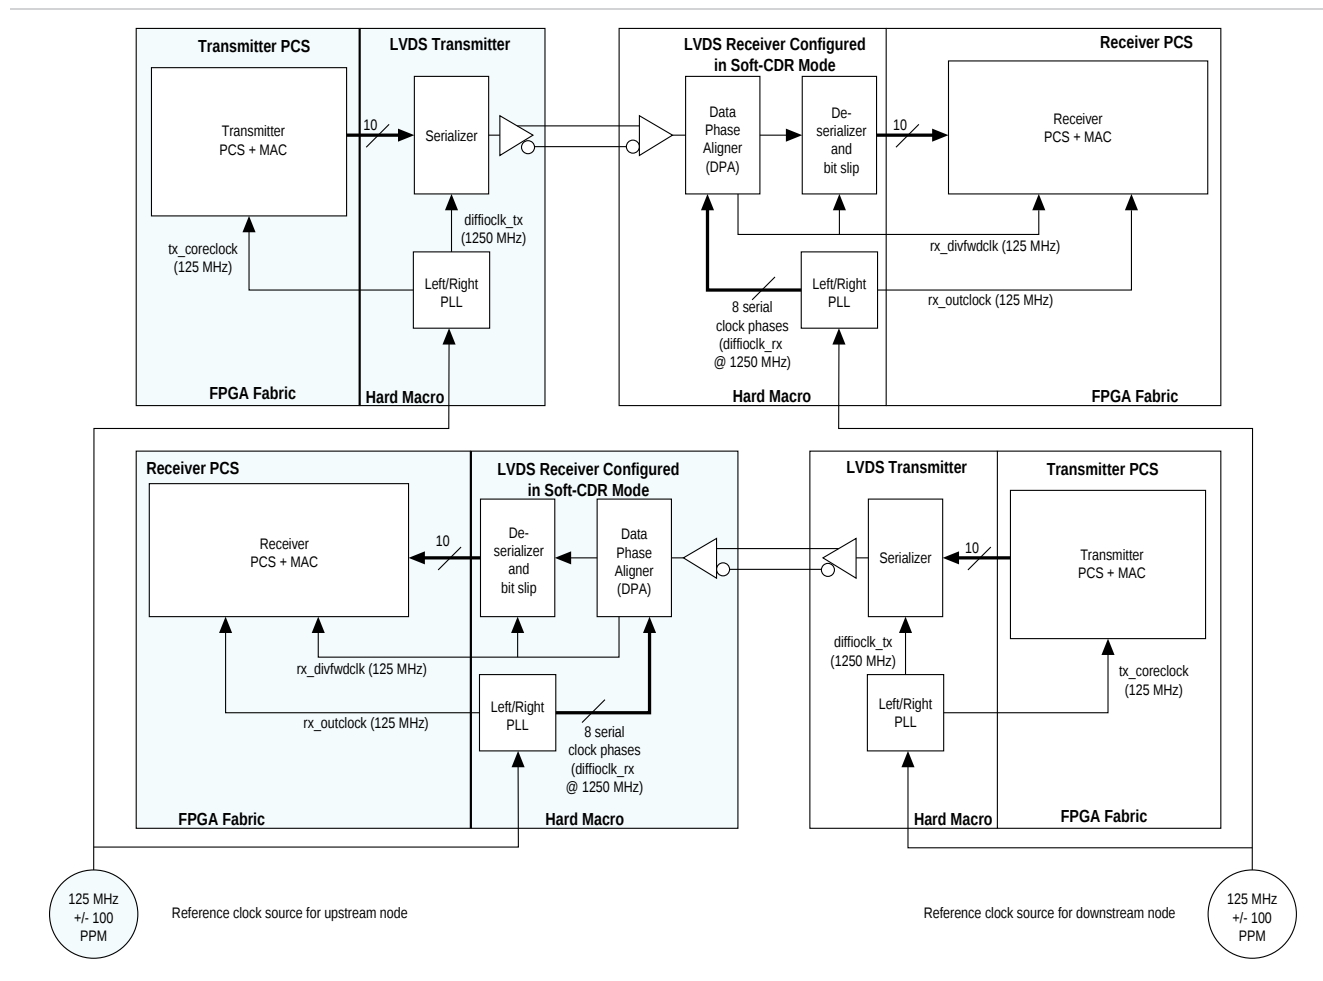 Transmitter PCS
LVDS Transmitter
Transmitter
PCS + MAC
10
Serializer
diffioclk_tx
(1250 MHz)
tx_coreclock
(125 MHz)
Left/Right
PLL
FPGA Fabric
Hard Macro
LVDS Receiver Configured
in Soft-CDR Mode
Receiver PCS
Data
Phase
Aligner
(DPA)
De-
serializer
and
bit slip
10
Receiver
PCS + MAC
rx_divfwdclk (125 MHz)
Left/Right
PLL
rx_outclock (125 MHz)
8 serial
clock phases
(diffioclk_rx
@ 1250 MHz)
Hard Macro
FPGA Fabric
Receiver PCS
LVDS Receiver Configured
in Soft-CDR Mode
Receiver
PCS + MAC
10
De-
serializer
and
bit slip
Data
Phase
Aligner
(DPA)
rx_divfwdclk (125 MHz)
rx_outclock (125 MHz)
Left/Right
PLL
8 serial
clock phases
(diffioclk_rx
@ 1250 MHz)
FPGA Fabric
Hard Macro
LVDS Transmitter
Transmitter PCS
Serializer
10
Transmitter
PCS + MAC
diffioclk_tx
(1250 MHz)
tx_coreclock
(125 MHz)
Left/Right
PLL
Hard Macro
FPGA Fabric
125 MHz
+/- 100
PPM
Reference clock source for upstream node
Reference clock source for downstream node
125 MHz
+/- 100
PPM